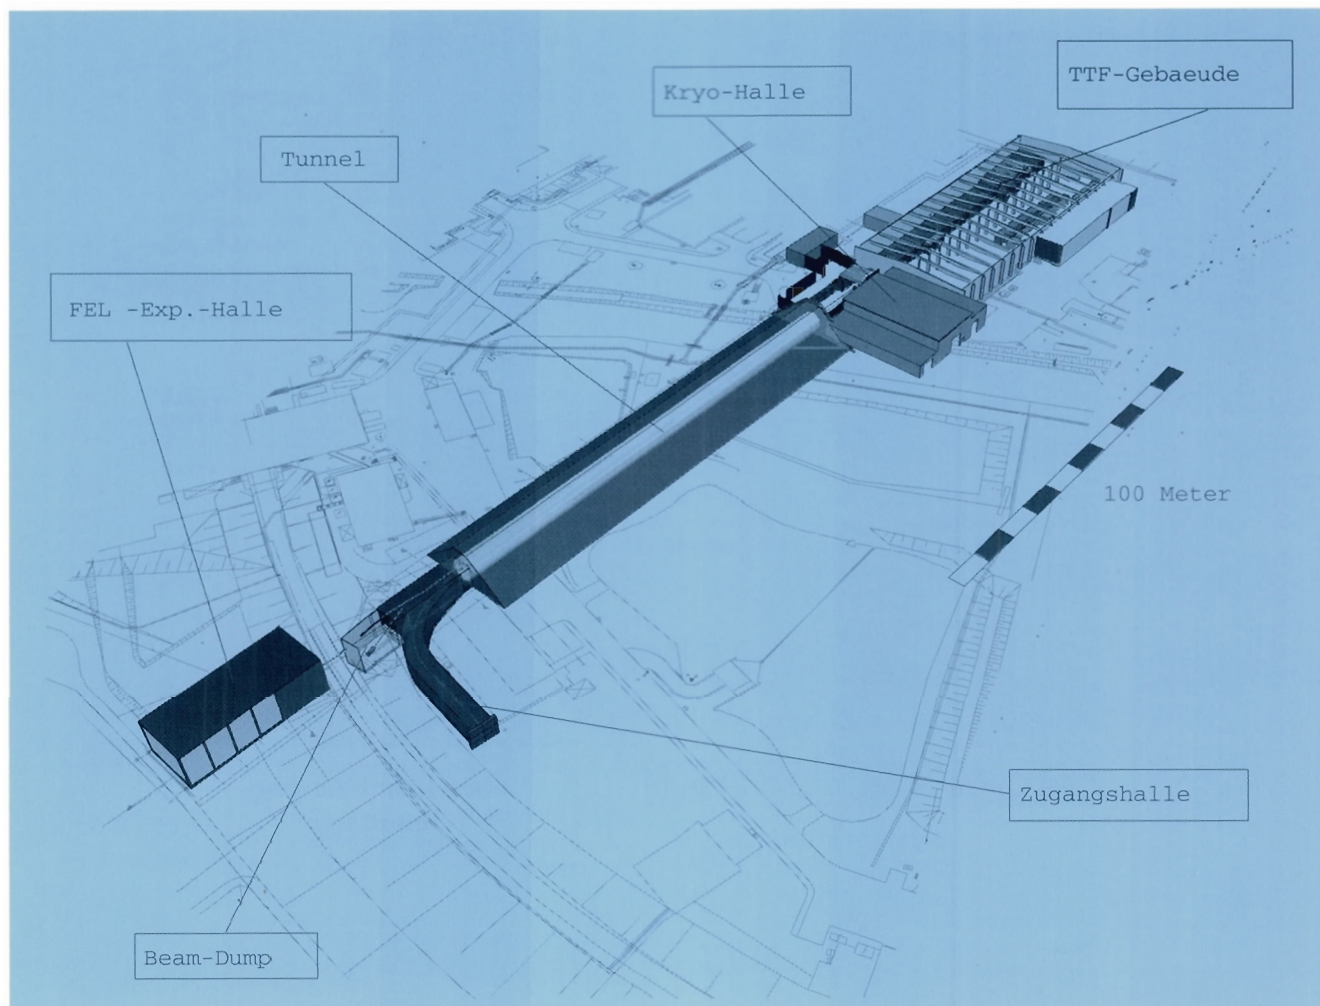 TTF-Gebaeude
Kryo-Halle
Tunnel
FEL -Exp.-Halle
100 Meter
Zugangshalle
Beam-Dump